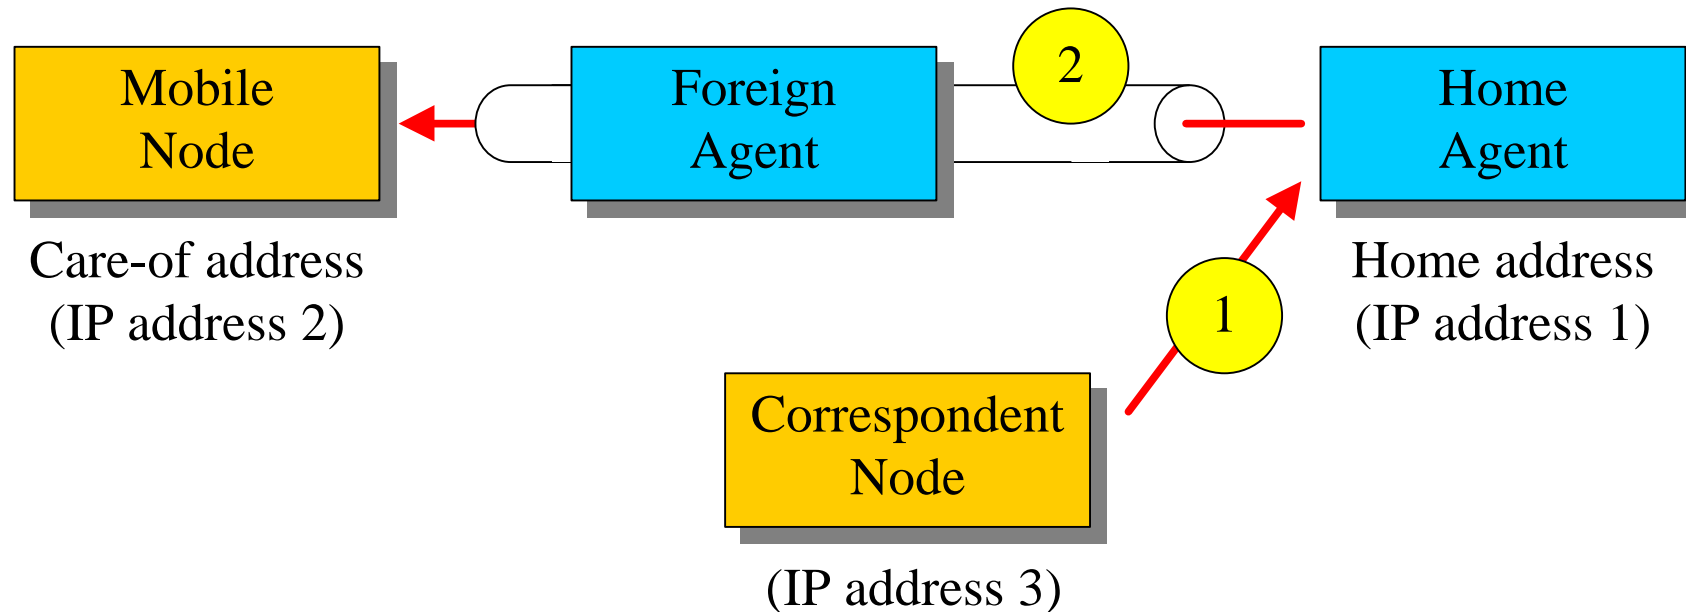 Mobile
Node
Foreign
Agent
2
Home
Agent
Care-of address
(IP address 2)
Home address
(IP address 1)
1
Correspondent
Node
(IP address 3)